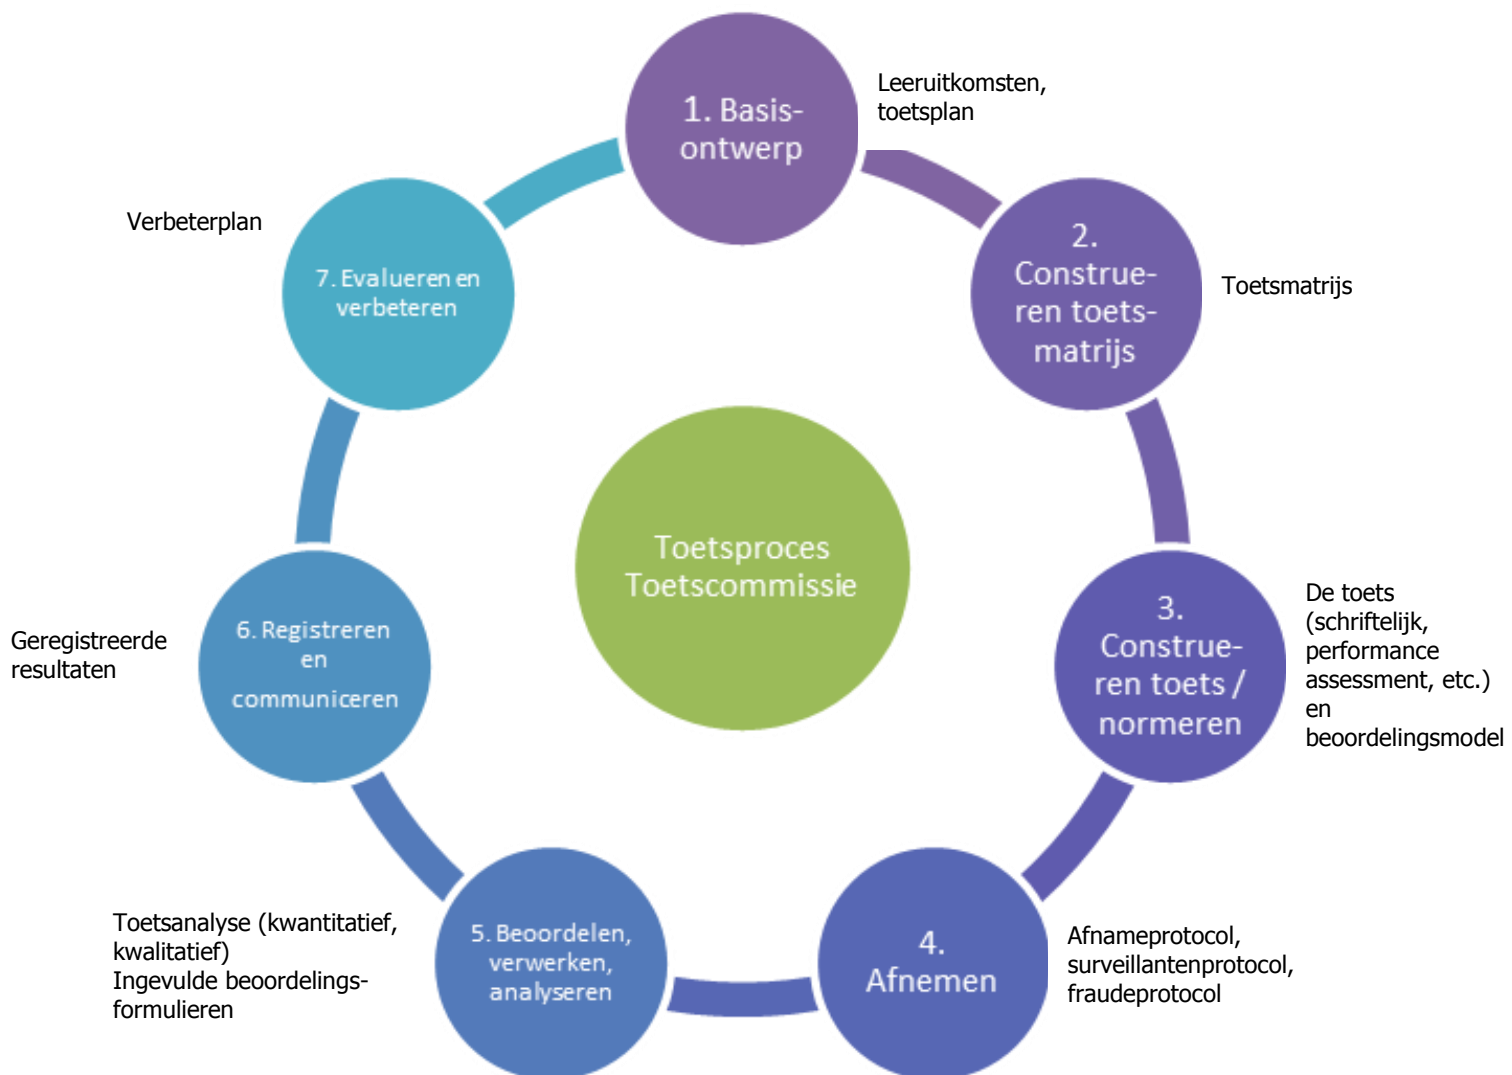 1. Basis-
ontwerp
Leeruitkomsten,
toetsplan
2.
Construe-
ren toets-
matrijs
Toetsmatrijs
3.
Construe-
ren toets /
normeren
De toets
(schriftelijk,
performance
assessment, etc.)
en
beoordelingsmodel
4.
Afnemen
Afnameprotocol,
surveillantenprotocol,
fraudeprotocol
5. Beoordelen,
verwerken,
analyseren
Toetsanalyse (kwantitatief,
kwalitatief)
Ingevulde beoordelings-
formulieren
6. Registreren
en
communiceren
Geregistreerde
resultaten
7. Evalueren en
verbeteren
Verbeterplan
Toetsproces
Toetscommissie